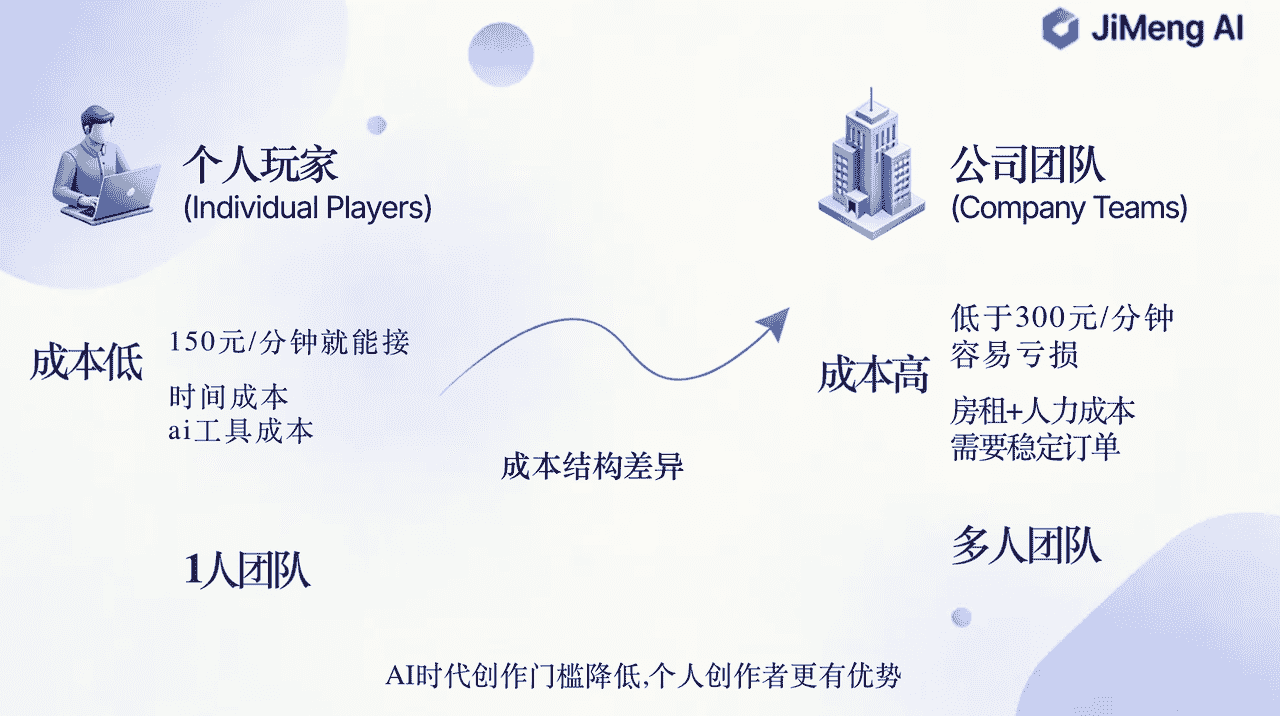 JiMeng AI
个人玩家
(Individual Players)
成本低
150元/分钟就能接
时间成本
ai工具成本
1人团队
成本结构差异
公司团队
(Company Teams)
成本高
低于300元/分钟
容易亏损
房租+人力成本
需要稳定订单
多人团队
AI时代创作门槛降低,个人创作者更有优势